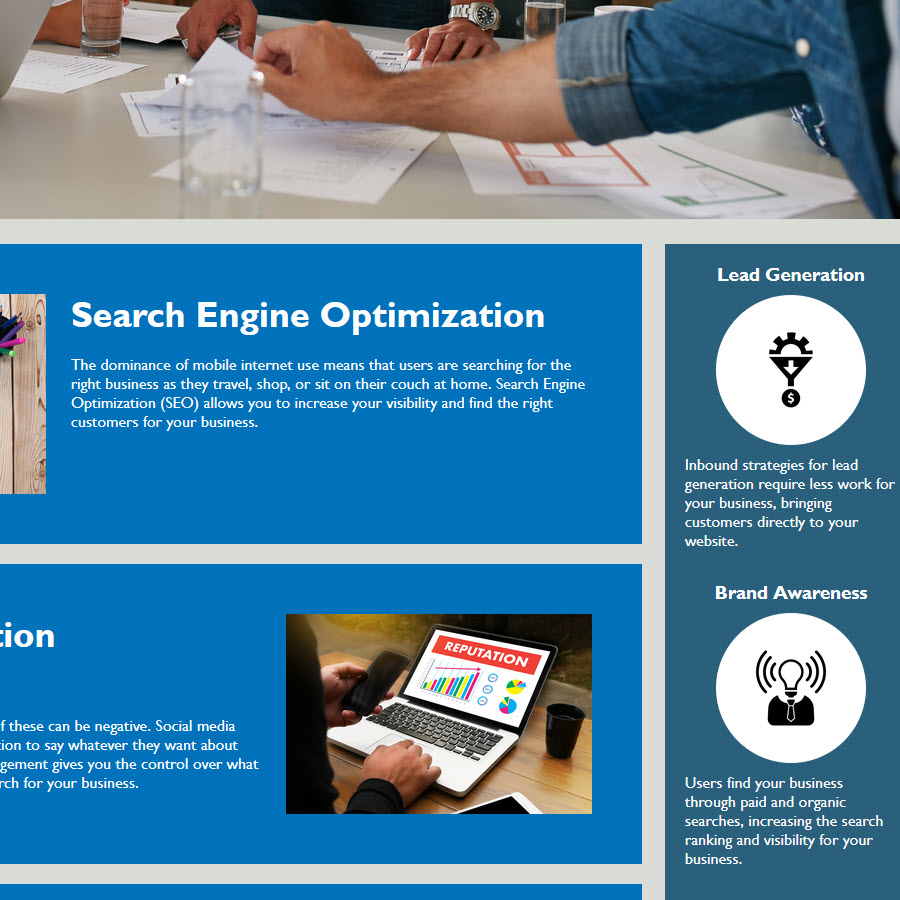 Search Engine Optimization
The dominance of mobile internet use means that users are searching for the
right business as they travel, shop, or sit on their couch at home. Search Engine
Optimization (SEO) allows you to increase your visibility and find the right
customers for your business.
tion
f these can be negative. Social media
tion to say whatever they want about
gement gives you the control over what
rch for your business.
REPUTATION
Lead Generation
$
Inbound strategies for lead
generation require less work for
your business, bringing
customers directly to your
website.
Brand Awareness
Users find your business
through paid and organic
searches, increasing the search
ranking and visibility for your
business.